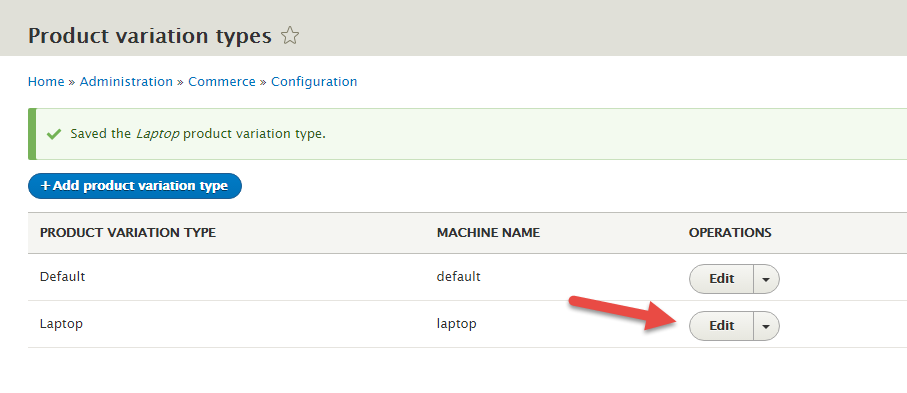 Product variation types
Home » Administration » Commerce » Configuration
Saved the Laptop product variation type.
+ Add product variation type
PRODUCT VARIATION TYPE MACHINE NAME OPERATIONS
Default default Edit
Laptop laptop Edit